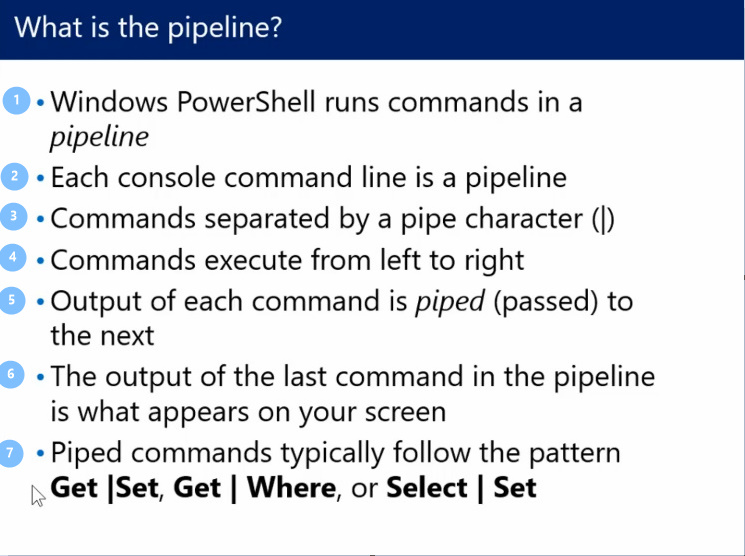 What is the pipeline?
1 • Windows PowerShell runs commands in a
pipeline
2 • Each console command line is a pipeline
3 • Commands separated by a pipe character (|)
4 • Commands execute from left to right
5 • Output of each command is piped (passed) to
the next
6 • The output of the last command in the pipeline
is what appears on your screen
7 • Piped commands typically follow the pattern
Get |Set, Get | Where, or Select | Set